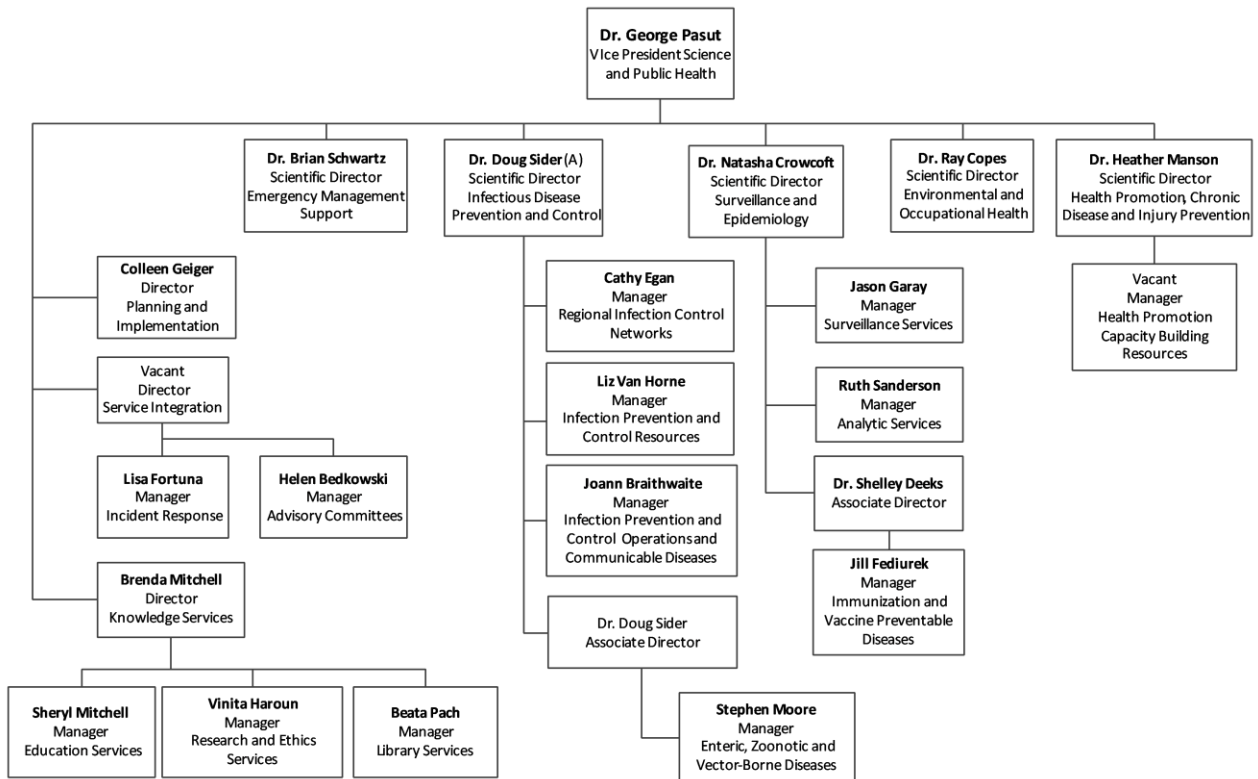 Dr. George Pasut
VIce President Science
and Public Health
Dr. Brian Schwartz
Scientific Director
Emergency Management
Support
Dr. Doug Sider (A)
Scientific Director
Infectious Disease
Prevention and Control
Dr. Natasha Crowcoft
Scientific Director
Surveillance and
Epidemiology
Dr. Ray Copes
Scientific Director
Environmental and
Occupational Health
Dr. Heather Manson
Scientific Director
Health Promotion, Chronic
Disease and Injury Prevention
Colleen Geiger
Director
Planning and
Implementation
Cathy Egan
Manager
Regional Infection Control
Networks
Jason Garay
Manager
Surveillance Services
Vacant
Manager
Health Promotion
Capacity Building
Resources
Vacant
Director
Service Integration
Liz Van Horne
Manager
Infection Prevention and
Control Resources
Ruth Sanderson
Manager
Analytic Services
Lisa Fortuna
Manager
Incident Response
Helen Bedkowski
Manager
Advisory Committees
Joann Braithwaite
Manager
Infection Prevention and
Control Operations and
Communicable Diseases
Dr. Shelley Deeks
Associate Director
Brenda Mitchell
Director
Knowledge Services
Jill Fediurek
Manager
Immunization and
Vaccine Preventable
Diseases
Dr. Doug Sider
Associate Director
Sheryl Mitchell
Manager
Education Services
Vinita Haroun
Manager
Research and Ethics
Services
Beata Pach
Manager
Library Services
Stephen Moore
Manager
Enteric, Zoonotic and
Vector-Borne Diseases